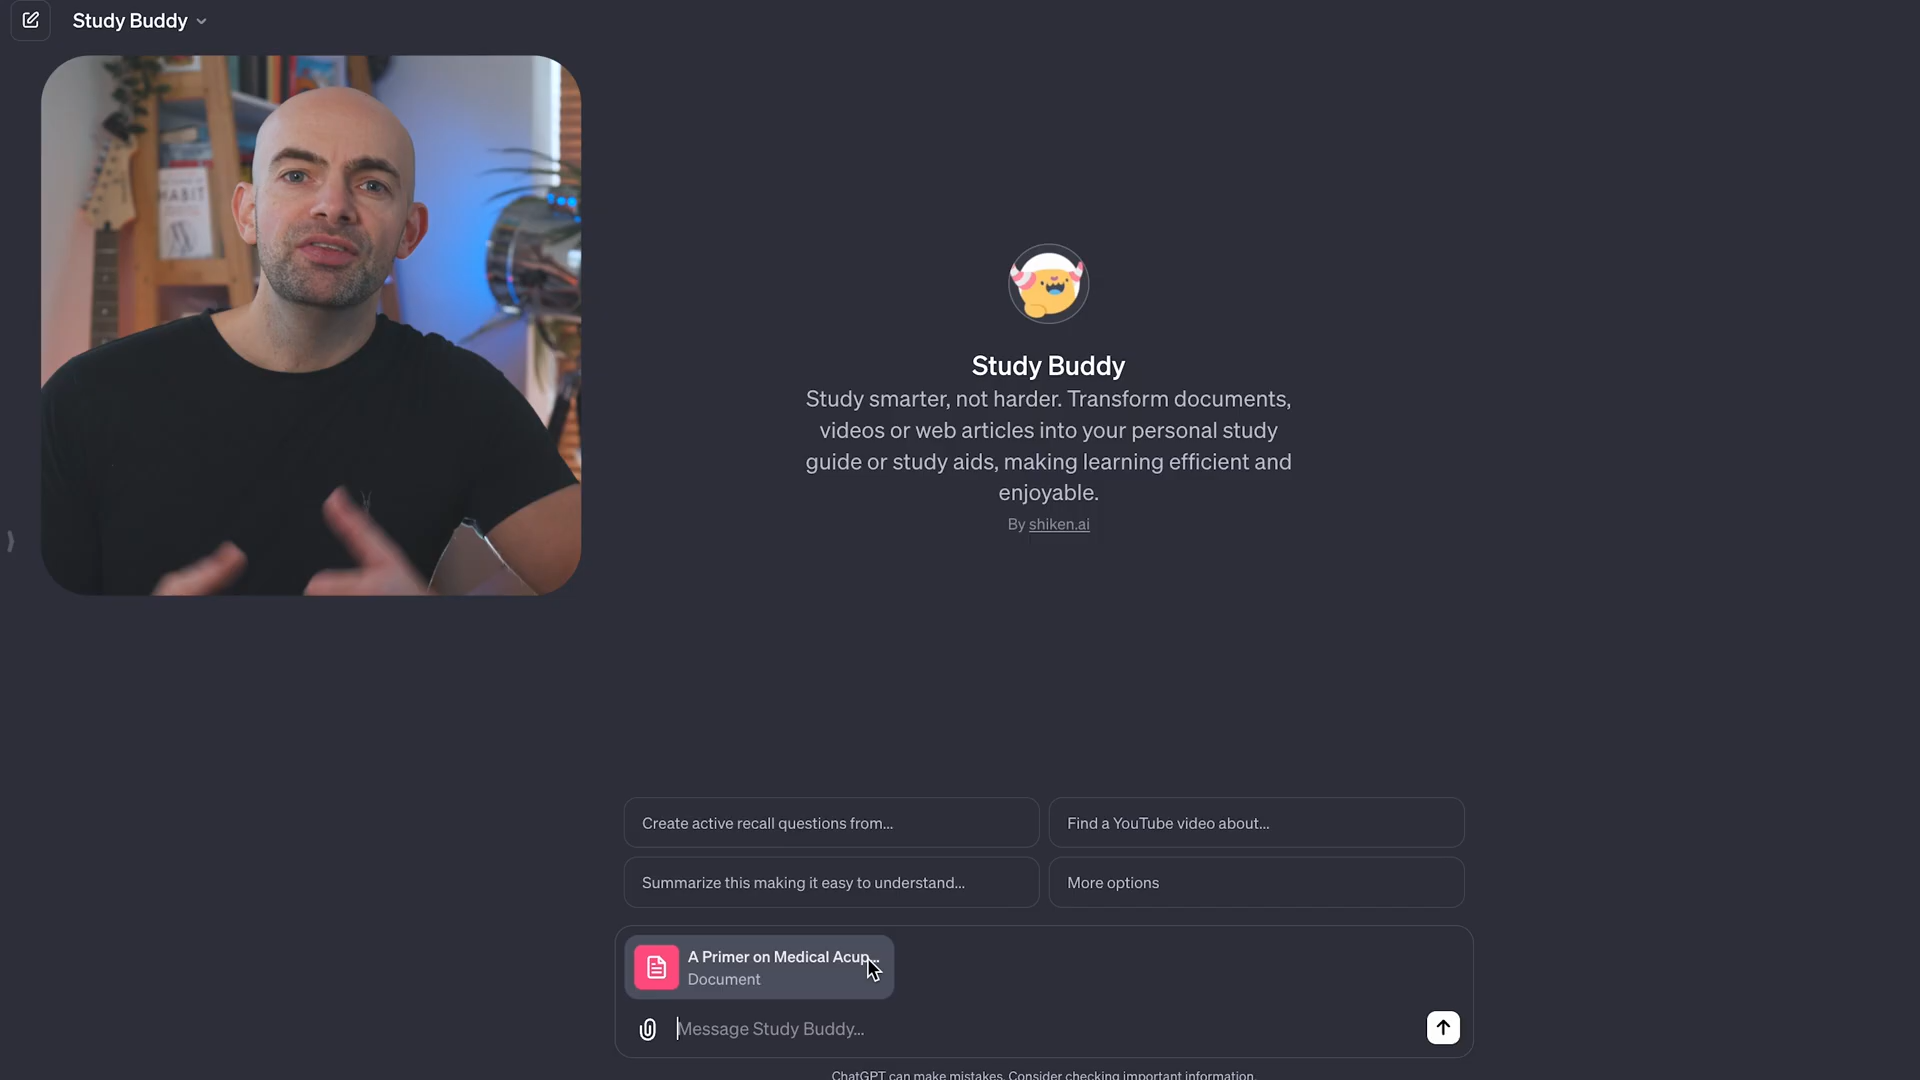 Study Buddy
HABIT
Study Buddy
Study smarter, not harder. Transform documents,
videos or web articles into your personal study
guide or study aids, making learning efficient and
enjoyable.
By shiken.ai
Create active recall questions from...
Find a YouTube video about...
Summarize this making it easy to understand...
More options
A Primer on Medical Acup...
Document
Message Study Buddy...
ChatGPT can make mistakes. Consider checking important information.